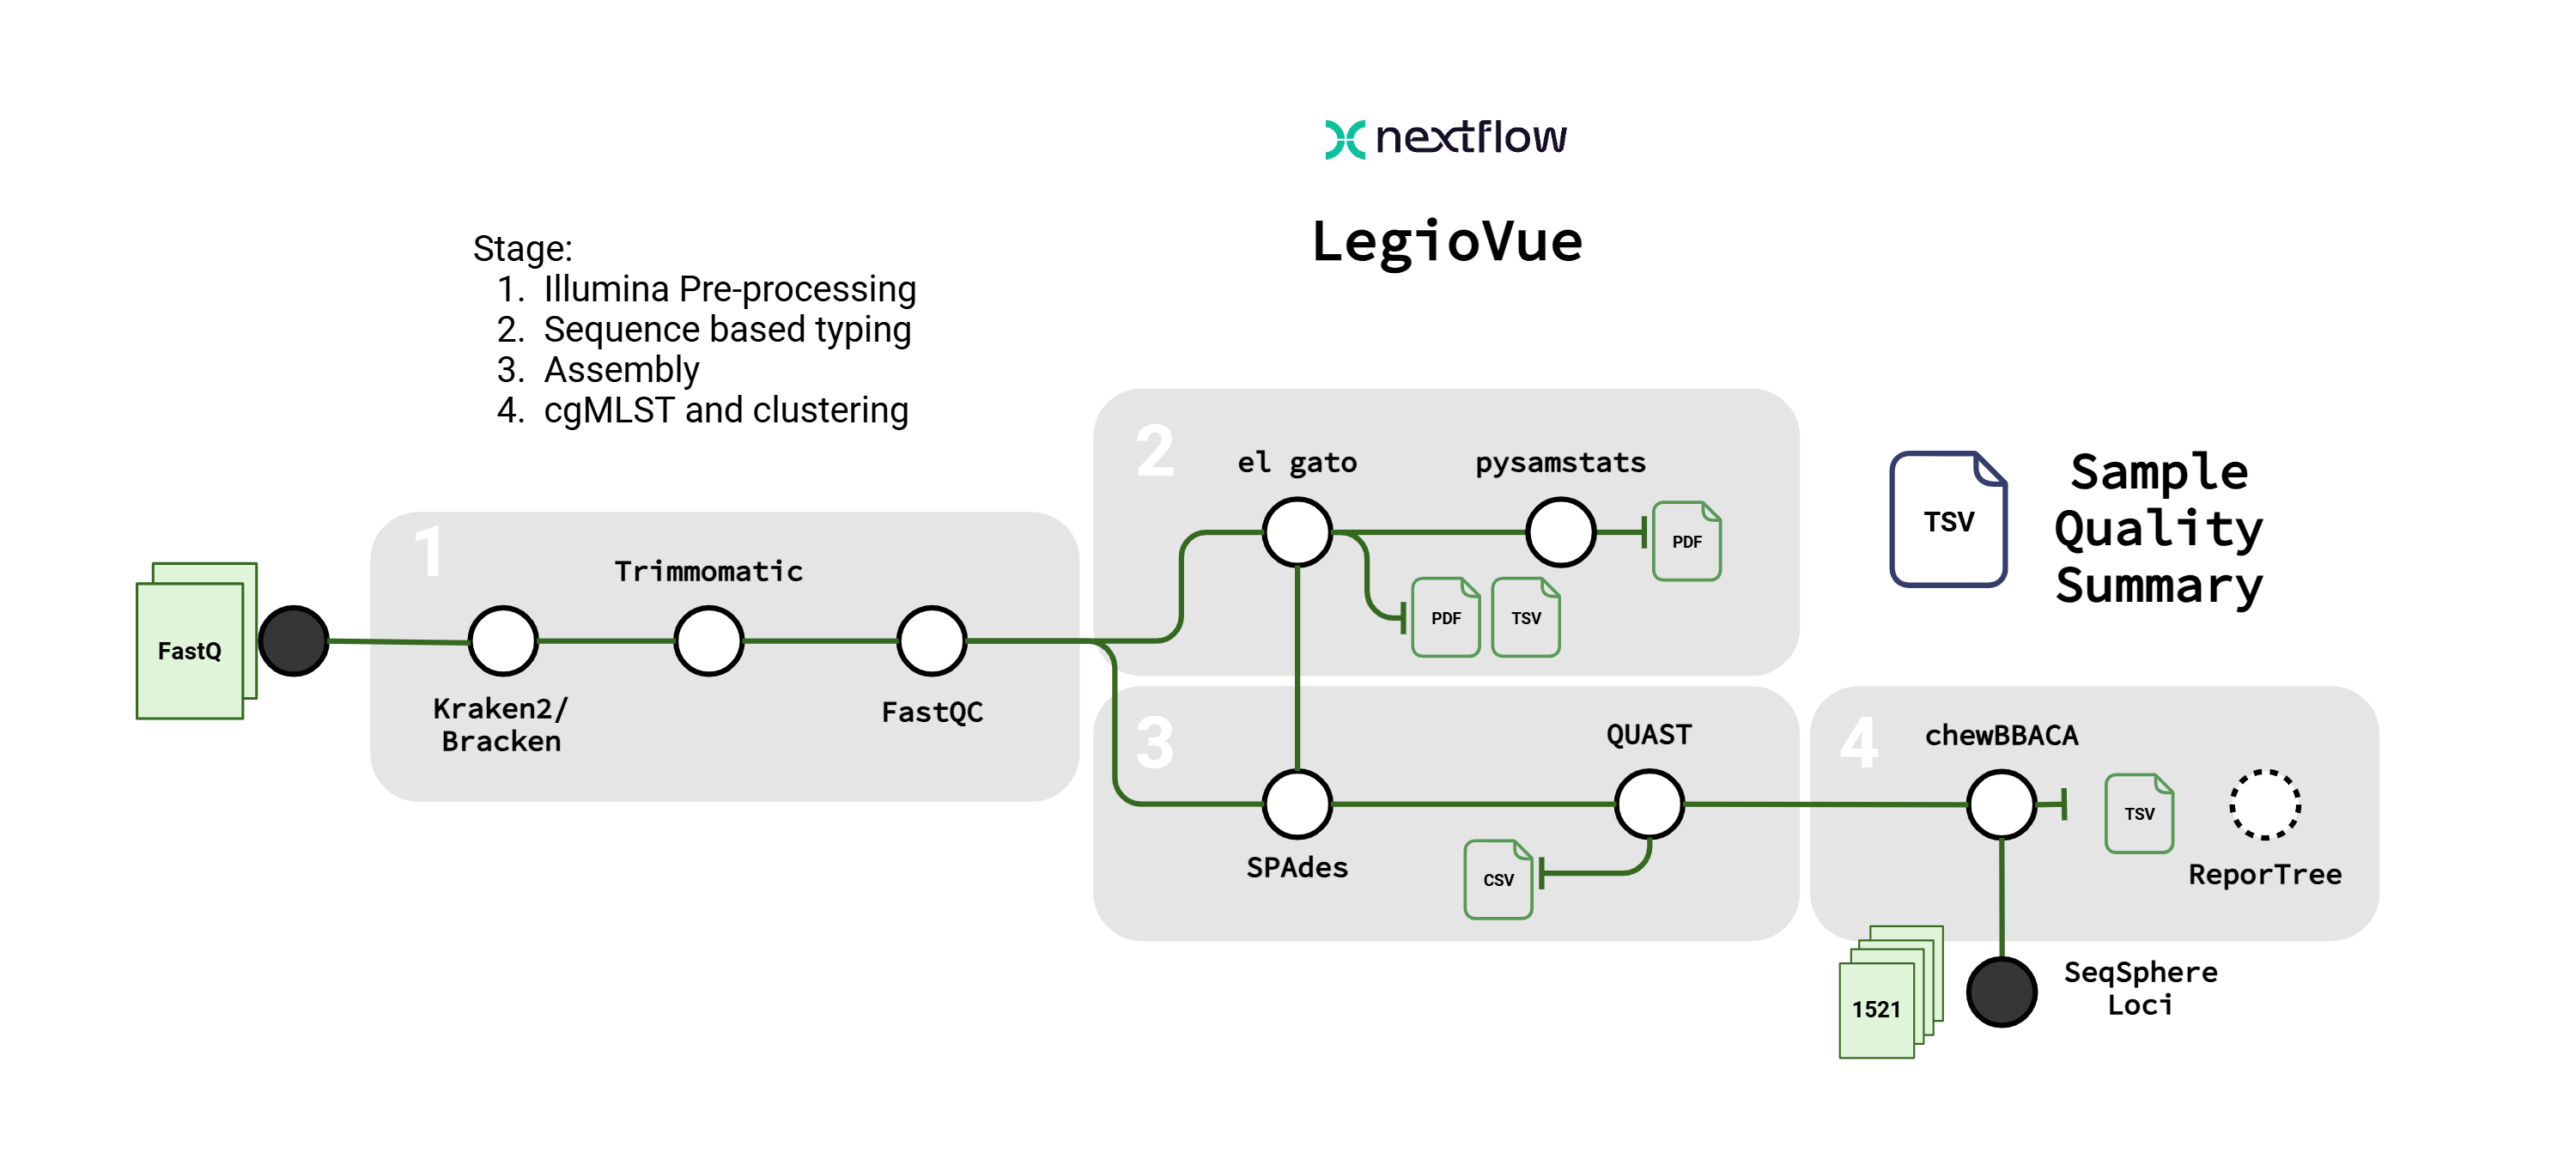 nextflow
LegioVue
Stage:
1. Illumina Pre-processing
2. Sequence based typing
3. Assembly
4. cgMLST and clustering
1
Trimmomatic
FastQ
Kraken2/
Bracken
FastQC
2
el gato
pysamstats
PDF
PDF
TSV
TSV
Sample
Quality
Summary
3
QUAST
SPAdes
CSV
4
chewBBACA
TSV
ReporTree
1521
SeqSphere
Loci